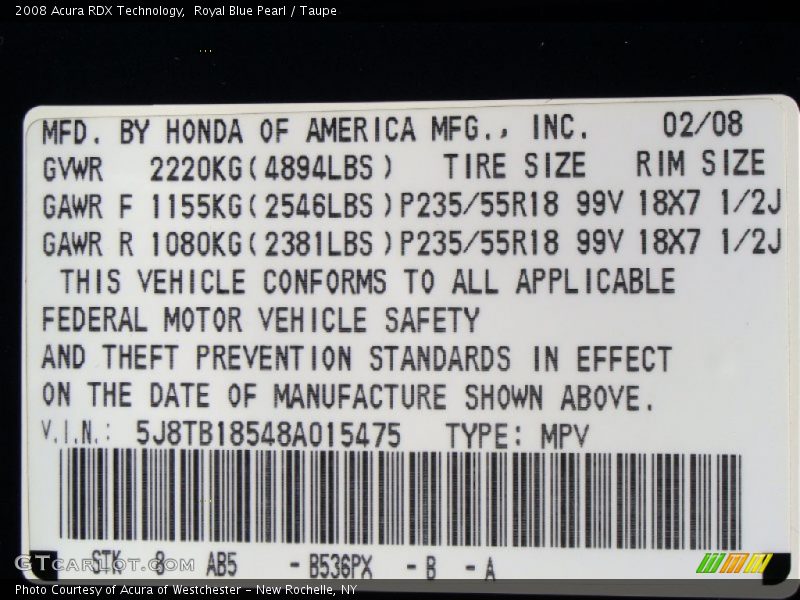 2008 Acura RDX Technology, Royal Blue Pearl / Taupe
MFD. BY HONDA OF AMERICA MFG., INC. 02/08
GVWR 2220KG(4894LBS) TIRE SIZE RIM SIZE
GAWR F 1155KG(2546LBS)P235/55R18 99V 18X7 1/2J
GAWR R 1080KG(2381LBS)P235/55R18 99V 18X7 1/2J
THIS VEHICLE CONFORMS TO ALL APPLICABLE
FEDERAL MOTOR VEHICLE SAFETY
AND THEFT PREVENTION STANDARDS IN EFFECT
ON THE DATE OF MANUFACTURE SHOWN ABOVE.
V.I.N.: 5J8TB18548A015475 TYPE: MPV
STK 8 AB5 - B536PX - B - A
GTcarlot.com
Photo Courtesy of Acura of Westchester - New Rochelle, NY